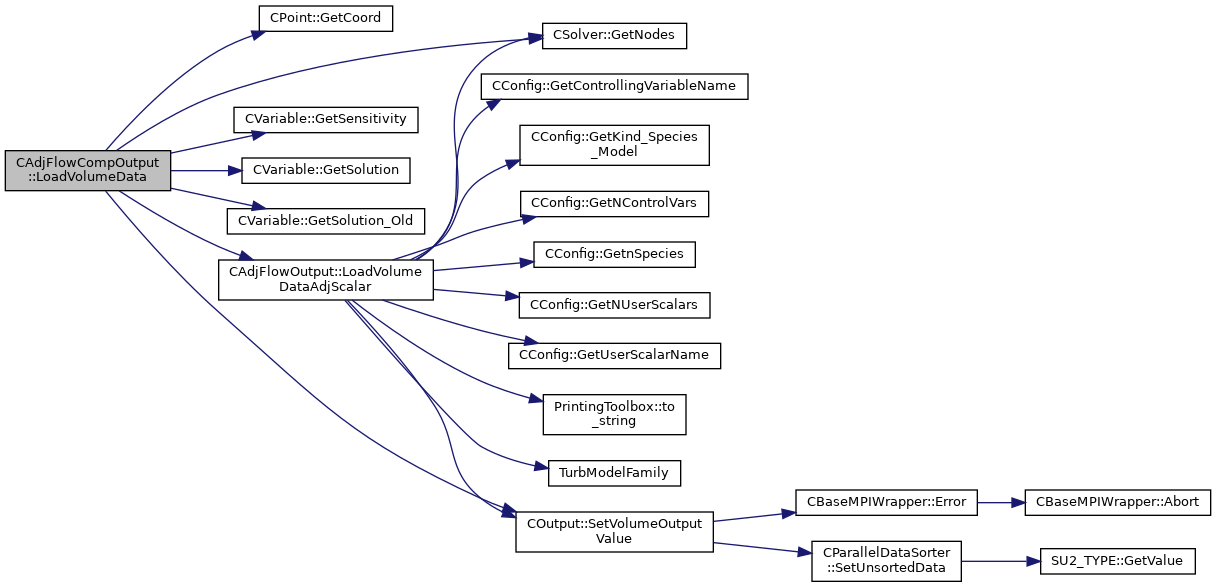 CPoint::GetCoord
CSolver::GetNodes
CConfig::GetControllingVariableName
CVariable::GetSensitivity
CConfig::GetKind_Species
_Model
CAdjFlowCompOutput
::LoadVolumeData
CVariable::GetSolution
CConfig::GetNControlVars
CVariable::GetSolution_Old
CConfig::GetnSpecies
CAdjFlowOutput::LoadVolume
DataAdjScalar
CConfig::GetNUserScalars
CConfig::GetUserScalarName
PrintingToolbox::to
_string
TurbModelFamily
COutput::SetVolumeOutput
Value
CBaseMPIWrapper::Error
CBaseMPIWrapper::Abort
CParallelDataSorter
::SetUnsortedData
SU2_TYPE::GetValue